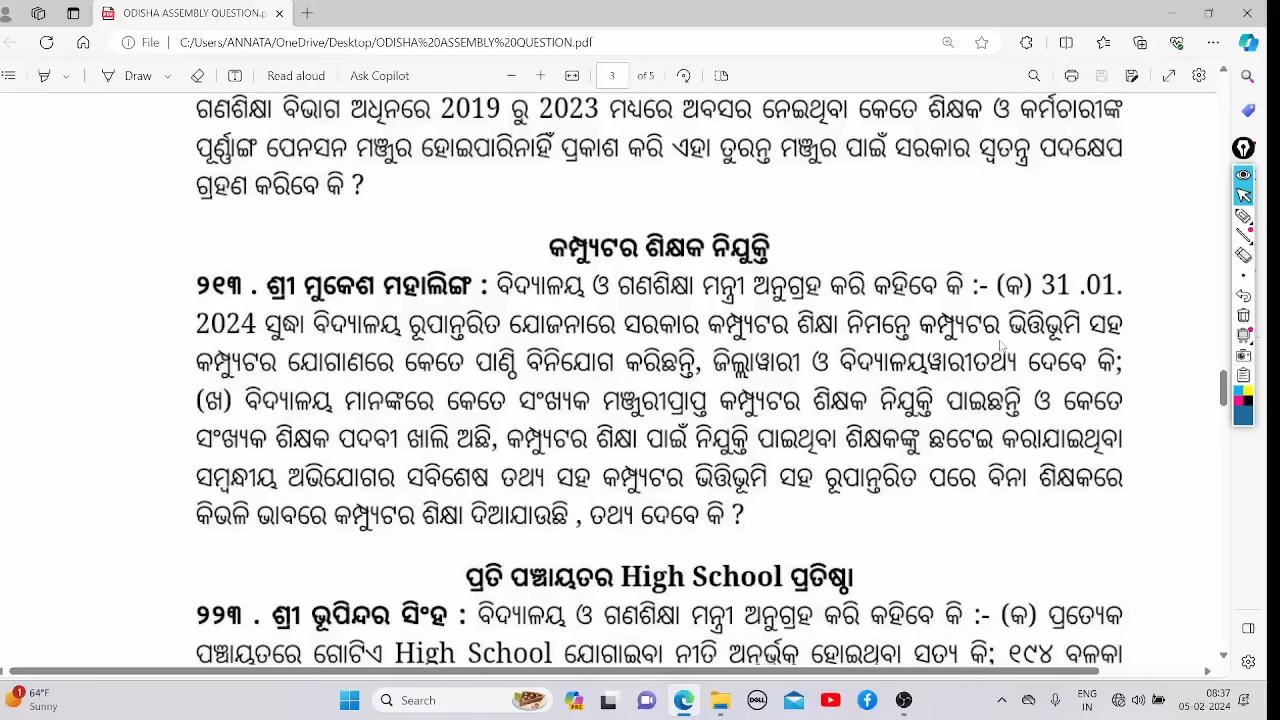 ODISHA ASSEMBLY QUESTION.p
File C:/Users/ANNATA/OneDrive/Desktop/ODISHA%20ASSEMBLY%20QUESTION.pdf
Draw Read aloud Ask Copilot 3 of 5
ଗଣଶିକ୍ଷା ବିଭାଗ ଅଧିନରେ 2019 ରୁ 2023 ମଧ୍ୟରେ ଅବସର ନେଇଥିବା କେତେ ଶିକ୍ଷକ ଓ କର୍ମଚାରୀଙ୍କ
ପୂର୍ଣ୍ଣାଙ୍ଗ ପେନସନ ମଞ୍ଜୁର ହୋଇପାରିନାହିଁ ପ୍ରକାଶ କରି ଏହା ତୁରନ୍ତ ମଞ୍ଜୁର ପାଇଁ ସରକାର ସ୍ୱତନ୍ତ୍ର ପଦକ୍ଷେପ
ଗ୍ରହଣ କରିବେ କି ?
କମ୍ପ୍ୟୁଟର ଶିକ୍ଷକ ନିଯୁକ୍ତି
୨୧୩ . ଶ୍ରୀ ମୁକେଶ ମହାଲିଙ୍ଗ : ବିଦ୍ୟାଳୟ ଓ ଗଣଶିକ୍ଷା ମନ୍ତ୍ରୀ ଅନୁଗ୍ରହ କରି କହିବେ କି :- (କ) 31 .01.
2024 ସୁଦ୍ଧା ବିଦ୍ୟାଳୟ ରୂପାନ୍ତରିତ ଯୋଜନାରେ ସରକାର କମ୍ପ୍ୟୁଟର ଶିକ୍ଷା ନିମନ୍ତେ କମ୍ପ୍ୟୁଟର ଭିତ୍ତିଭୂମି ସହ
କମ୍ପ୍ୟୁଟର ଯୋଗାଣରେ କେତେ ପାଣ୍ଠି ବିନିଯୋଗ କରିଛନ୍ତି, ଜିଲ୍ଲାୱାରୀ ଓ ବିଦ୍ୟାଳୟୱାରୀତଥ୍ୟ ଦେବେ କି;
(ଖ) ବିଦ୍ୟାଳୟ ମାନଙ୍କରେ କେତେ ସଂଖ୍ୟକ ମଞ୍ଜୁରୀପ୍ରାପ୍ତ କମ୍ପ୍ୟୁଟର ଶିକ୍ଷକ ନିଯୁକ୍ତି ପାଇଛନ୍ତି ଓ କେତେ
ସଂଖ୍ୟକ ଶିକ୍ଷକ ପଦବୀ ଖାଲି ଅଛି, କମ୍ପ୍ୟୁଟର ଶିକ୍ଷା ପାଇଁ ନିଯୁକ୍ତି ପାଇଥିବା ଶିକ୍ଷକଙ୍କୁ ଛଟେଇ କରାଯାଇଥିବା
ସମ୍ବନ୍ଧୀୟ ଅଭିଯୋଗର ସବିଶେଷ ତଥ୍ୟ ସହ କମ୍ପ୍ୟୁଟର ଭିତ୍ତିଭୂମି ସହ ରୂପାନ୍ତରିତ ପରେ ବିନା ଶିକ୍ଷକରେ
କିଭଳି ଭାବରେ କମ୍ପ୍ୟୁଟର ଶିକ୍ଷା ଦିଆଯାଉଛି , ତଥ୍ୟ ଦେବେ କି ?
ପ୍ରତି ପଞ୍ଚାୟତର High School ପ୍ରତିଷ୍ଠା
୨୨୩ . ଶ୍ରୀ ଭୂପିନ୍ଦର ସିଂହ : ବିଦ୍ୟାଳୟ ଓ ଗଣଶିକ୍ଷା ମନ୍ତ୍ରୀ ଅନୁଗ୍ରହ କରି କହିବେ କି :- (କ) ପ୍ରତ୍ୟେକ
ପଞ୍ଚାୟତରେ ଗୋଟିଏ High School ଯୋଗାଇବା ନୀତି ଅନ୍ତର୍ଭୁକ୍ତ ହୋଇଥିବା ସତ୍ୟ କି; ୧୯୪ ବଳକା
64°F
Sunny
Search
ENG
IN
08:37
05-02-2024